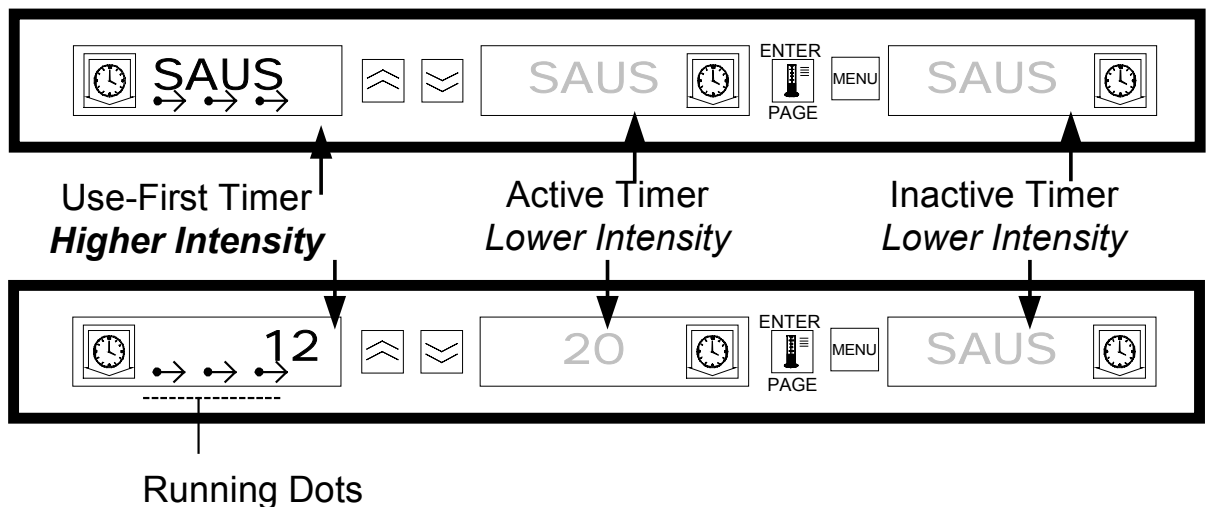 SAUS SAUS ENTER PAGE MENU SAUS
Use-First Timer Active Timer Inactive Timer
Higher Intensity Lower Intensity Lower Intensity
12 20 ENTER PAGE MENU SAUS
Running Dots